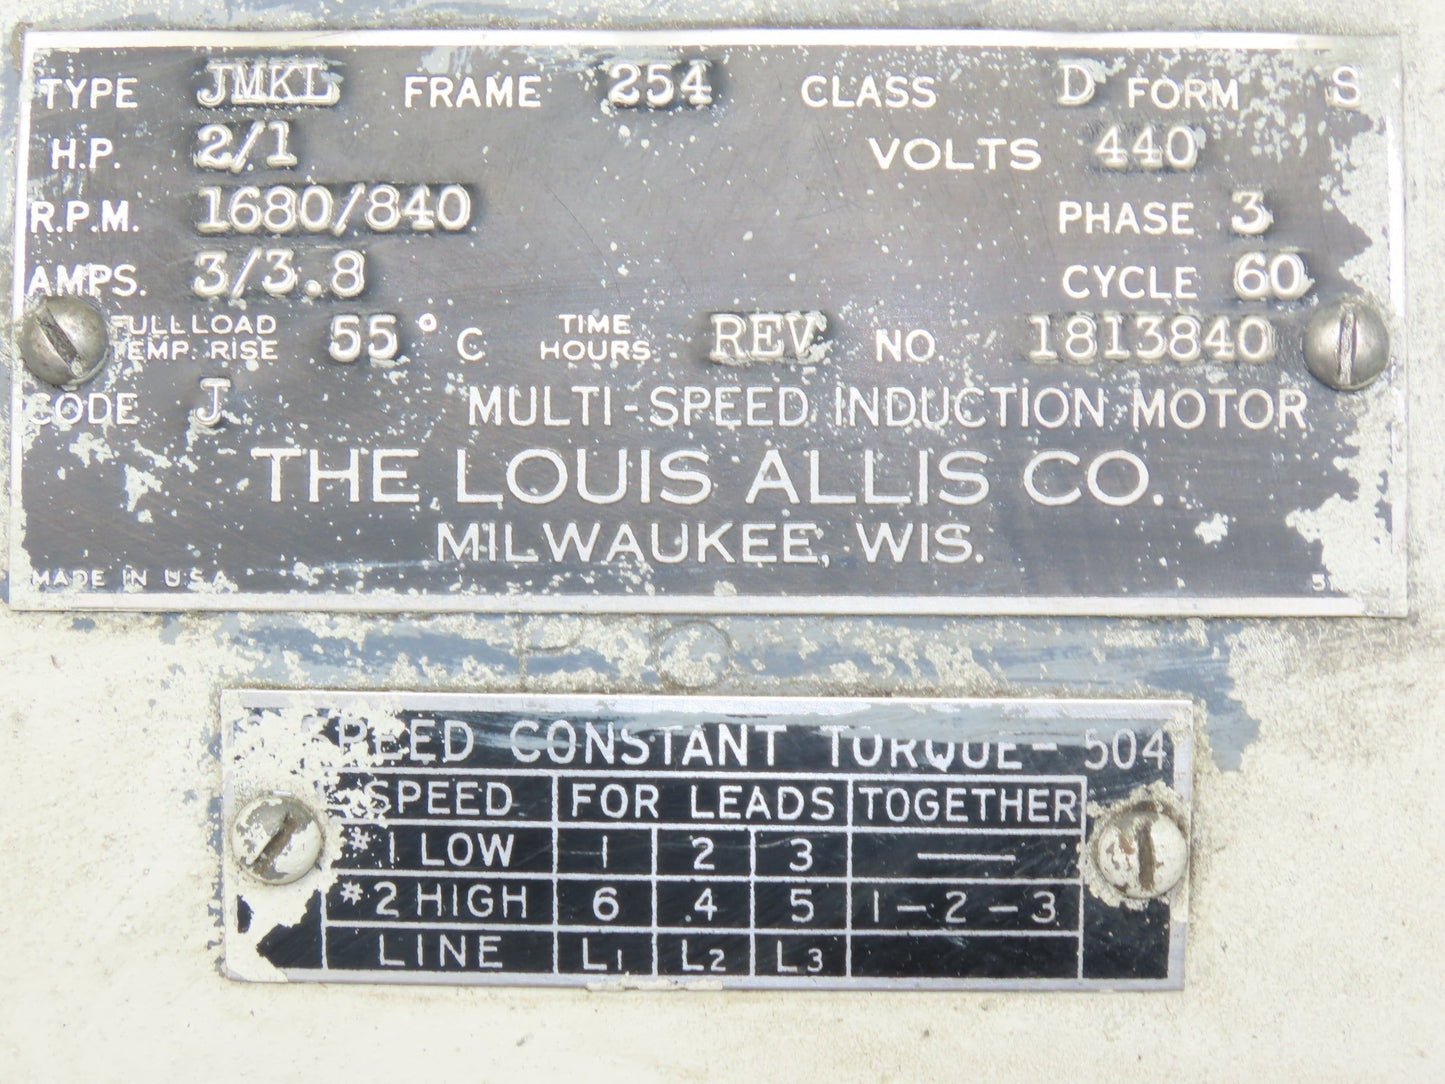 TYPE JMKL FRAME 254 CLASS D FORM S
H.P. 2/1 VOLTS 440
R.P.M. 1680/840 PHASE 3
AMPS. 3/3.8 CYCLE 60
FULL LOAD TEMP. RISE 55° C TIME HOURS REV NO. 1813840
CODE J MULTI-SPEED INDUCTION MOTOR
THE LOUIS ALLIS CO.
MILWAUKEE, WIS.
MADE IN U.S.A.
SPEED CONSTANT TORQUE - 504
SPEED FOR LEADS TOGETHER
#1 LOW 1 2 3 —
#2 HIGH 6 4 5 1-2-3
LINE L1 L2 L3